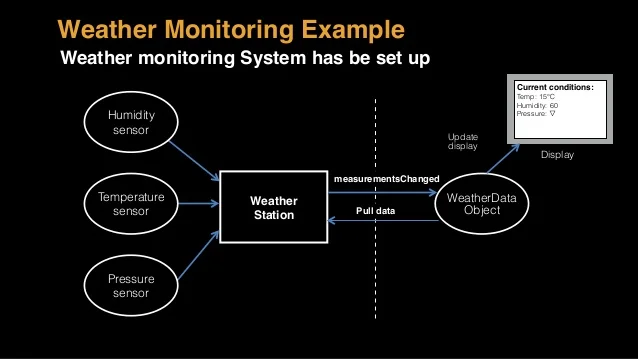 Weather Monitoring Example
Weather monitoring System has be set up
Current conditions:
Temp: 15°C
Humidity: 60
Pressure: ∇
Humidity
sensor
Update
display
Display
measurementsChanged
Temperature
sensor
Weather
Station
WeatherData
Object
Pull data
Pressure
sensor